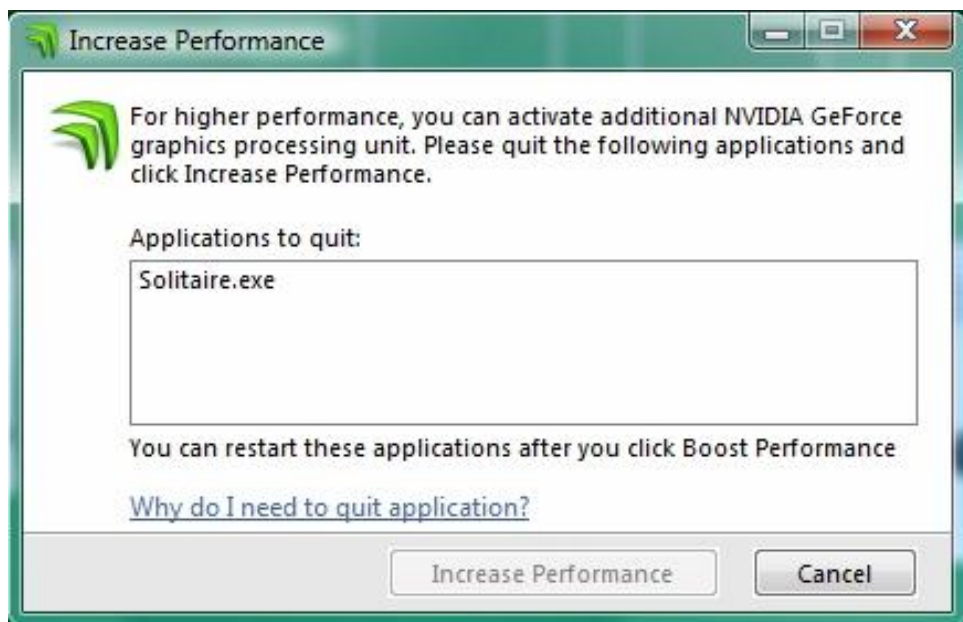 Increase Performance
For higher performance, you can activate additional NVIDIA GeForce
graphics processing unit. Please quit the following applications and
click Increase Performance.
Applications to quit:
Solitaire.exe
You can restart these applications after you click Boost Performance
Why do I need to quit application?
Increase Performance
Cancel